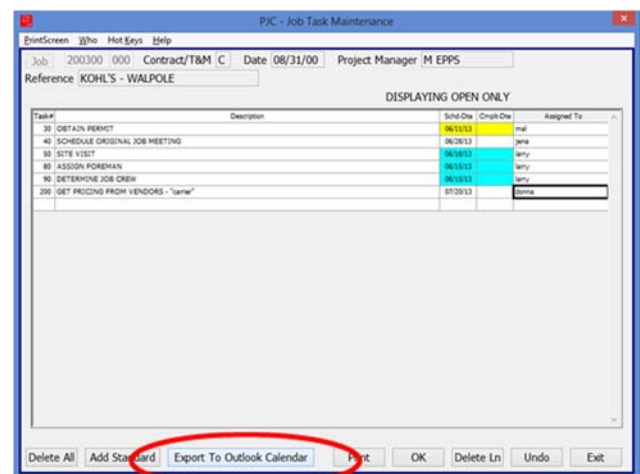 PJC - Job Task Maintenance
PrintScreen Who Hot Keys Help
Job 200300 000 Contract/T&M C Date 08/31/00 Project Manager M EPPS
Reference KOHL'S - WALPOLE
DISPLAYING OPEN ONLY
Task# Description Schd-Dte Cmplt-Dte Assigned To
30 OBTAIN PERMIT 06/11/13 mal
40 SCHEDULE ORIGINAL JOB MEETING 06/28/13 jena
50 SITE VISIT 06/18/13 larry
80 ASSIGN FOREMAN 06/15/13 larry
90 DETERMINE JOB CREW 06/15/13 larry
200 GET PRICING FROM VENDORS - "carrier" 07/20/13 donna
Delete All Add Standard Export To Outlook Calendar Print OK Delete Ln Undo Exit